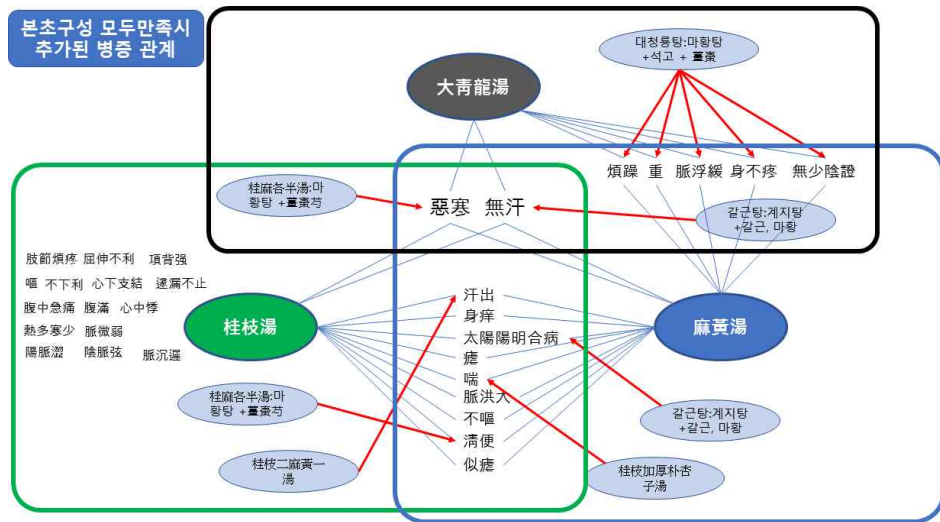 본초구성 모두만족시
추가된 병증 관계
대청룡탕:마황탕
+석고 + 薑棗
大靑龍湯
煩躁 重 脈浮緩 身不疼 無少陰證
桂麻各半湯:마
황탕 +薑棗芍
惡寒 無汗
갈근탕:계지탕
+갈근, 마황
肢節煩疼 屈伸不利 項背强
嘔 不下利 心下支結 遂漏不止
腹中急痛 腹滿 心中悸
熱多寒少 脈微弱
陽脈澀 陰脈弦 脈沉遲
桂枝湯
汗出
身痒
太陽陽明合病
瘧
喘
脈洪大
不嘔
淸便
似瘧
麻黃湯
桂麻各半湯:마
황탕 +薑棗芍
갈근탕:계지탕
+갈근, 마황
桂枝二麻黃一
湯
桂枝加厚朴杏
子湯